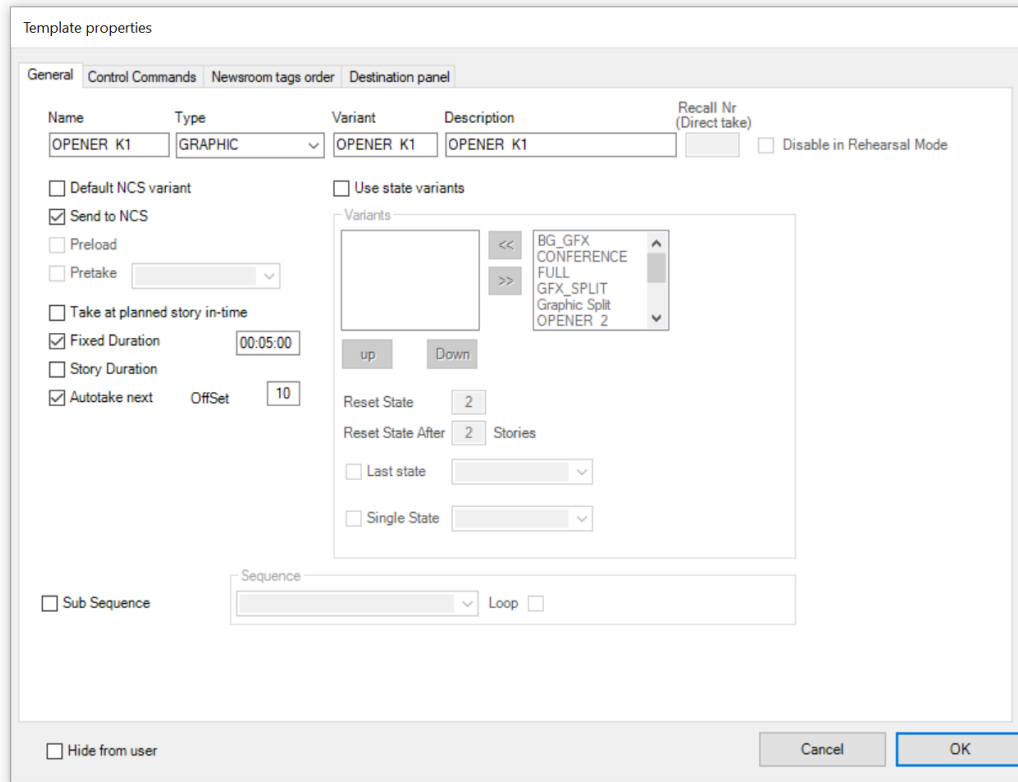 Template properties
General Control Commands Newsroom tags order Destination panel
Name Type Variant Description Recall Nr
(Direct take)
OPENER K1 GRAPHIC OPENER K1 OPENER K1 Disable in Rehearsal Mode
Default NCS variant Use state variants
Send to NCS
Variants
Preload
Pretake
<< >>
BG_GFX
CONFERENCE
FULL
GFX_SPLIT
Graphic Split
OPENER 2
Take at planned story in-time
Fixed Duration 00:05:00
Story Duration
Autotake next OffSet 10
up Down
Reset State 2
Reset State After 2 Stories
Last state
Single State
Sequence
Sub Sequence Loop
Hide from user Cancel OK